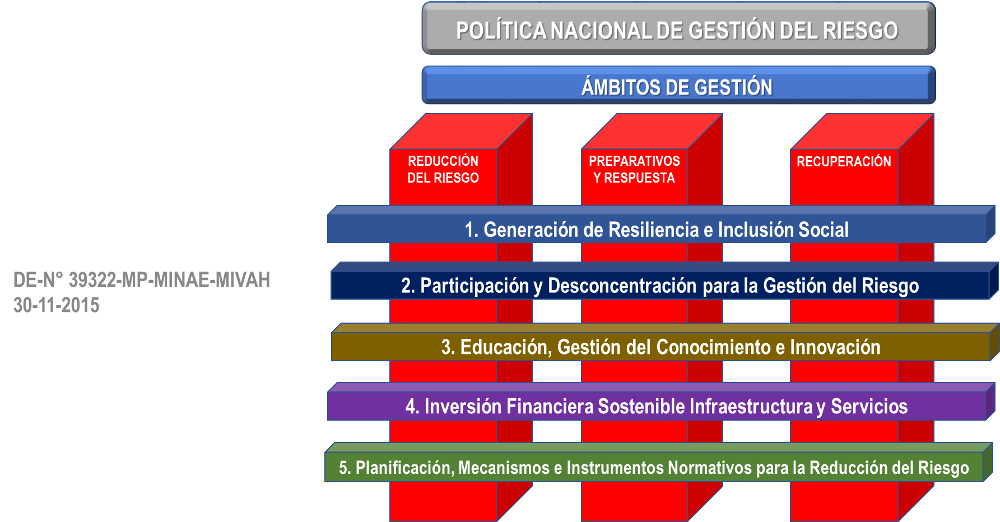 POLÍTICA NACIONAL DE GESTIÓN DEL RIESGO
ÁMBITOS DE GESTIÓN
REDUCCIÓN
DEL RIESGO
PREPARATIVOS
Y RESPUESTA
RECUPERACIÓN
1. Generación de Resiliencia e Inclusión Social
2. Participación y Desconcentración para la Gestión del Riesgo
3. Educación, Gestión del Conocimiento e Innovación
4. Inversión Financiera Sostenible Infraestructura y Servicios
5. Planificación, Mecanismos e Instrumentos Normativos para la Reducción del Riesgo
DE-N° 39322-MP-MINAE-MIVAH
30-11-2015